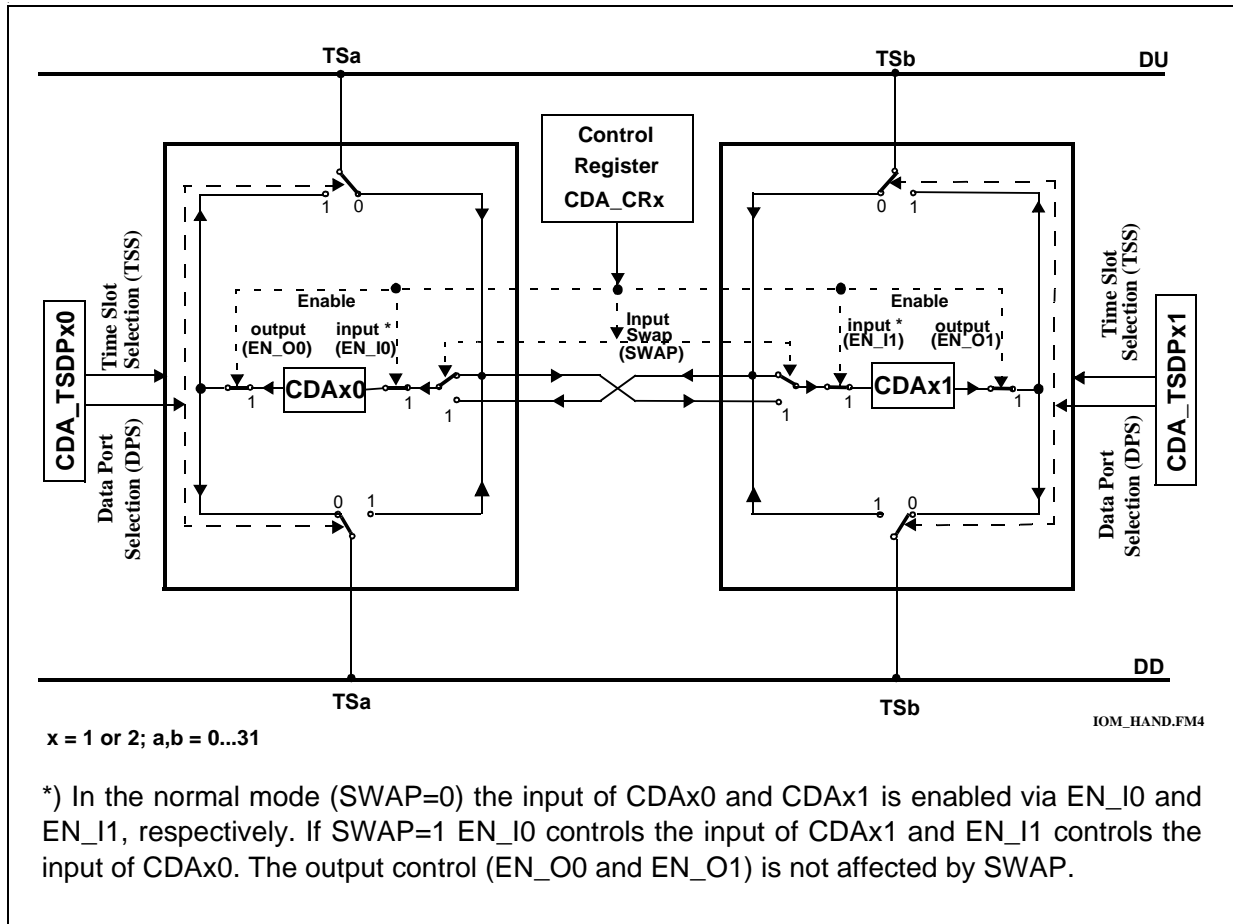 TSa
TSb
DU
Control
Register
CDA_CRx
1
0
0
1
Time Slot
Selection (TSS)
Time Slot
Selection (TSS)
Enable
Enable
output
(EN_O0)
input *
(EN_I0)
Input
Swap
(SWAP)
input *
(EN_I1)
output
(EN_O1)
CDA_TSDPx0
CDAx0
CDAx1
CDA_TSDPx1
1
1
1
1
1
1
Data Port
Selection (DPS)
Data Port
Selection (DPS)
0
1
1
0
DD
TSa
TSb
IOM_HAND.FM4
x = 1 or 2; a,b = 0...31
*) In the normal mode (SWAP=0) the input of CDAx0 and CDAx1 is enabled via EN_I0 and
EN_I1, respectively. If SWAP=1 EN_I0 controls the input of CDAx1 and EN_I1 controls the
input of CDAx0. The output control (EN_O0 and EN_O1) is not affected by SWAP.